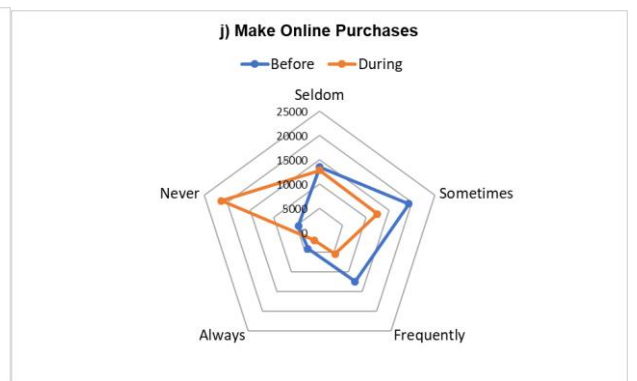 j) Make Online Purchases
Before During
Seldom
25000
20000
15000
10000
5000
0
Never
Sometimes
Always
Frequently